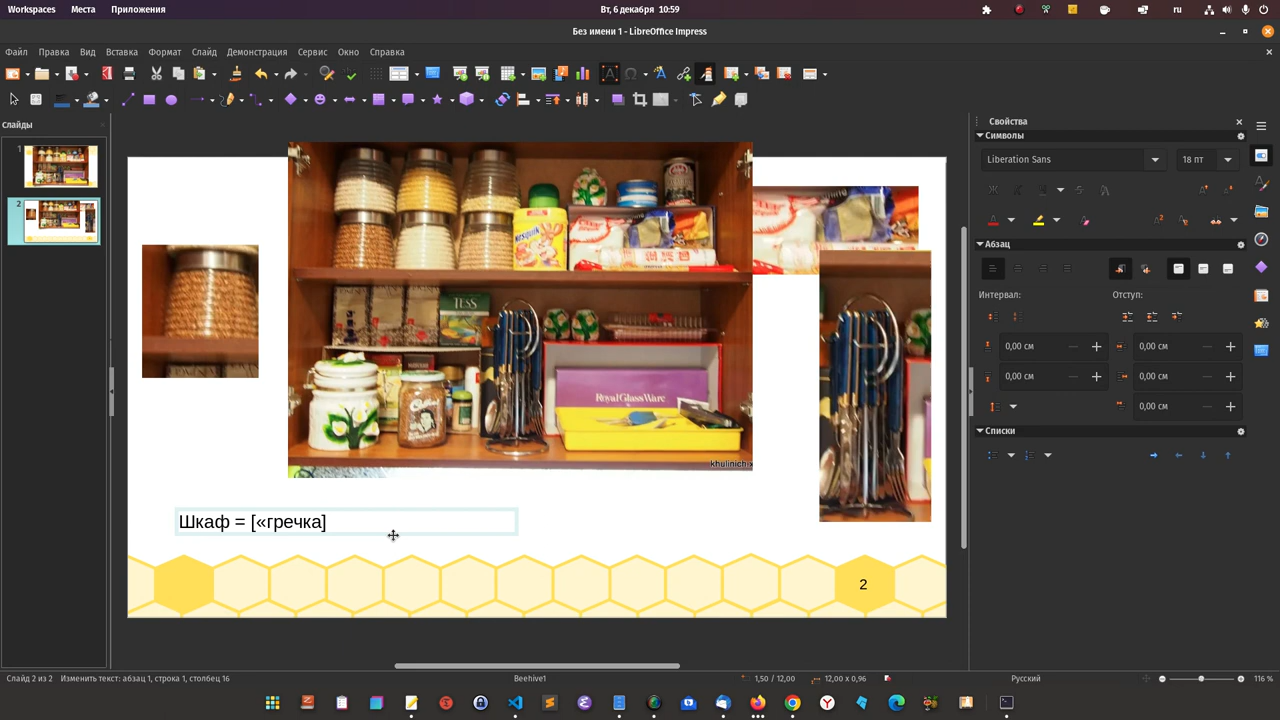 Workspaces Места Приложения Вт, 6 декабря 10:59 ru
Без имени 1 - LibreOffice Impress
Файл Правка Вид Вставка Формат Слайд Демонстрация Сервис Окно Справка
Слайды
1
2
NESQUIK
TESS
RoyalGlassWare
khulinich
Шкаф = [«гречка]
2
Свойства
Символы
Liberation Sans 18 пт
Абзац
Интервал: Отступ:
0,00 см 0,00 см
0,00 см 0,00 см
0,00 см
Списки
Слайд 2 из 2 Изменить текст: абзац 1, строка 1, столбец 16 Beehive1 1,50 / 12,00 12,00 x 0,96 Русский 116 %